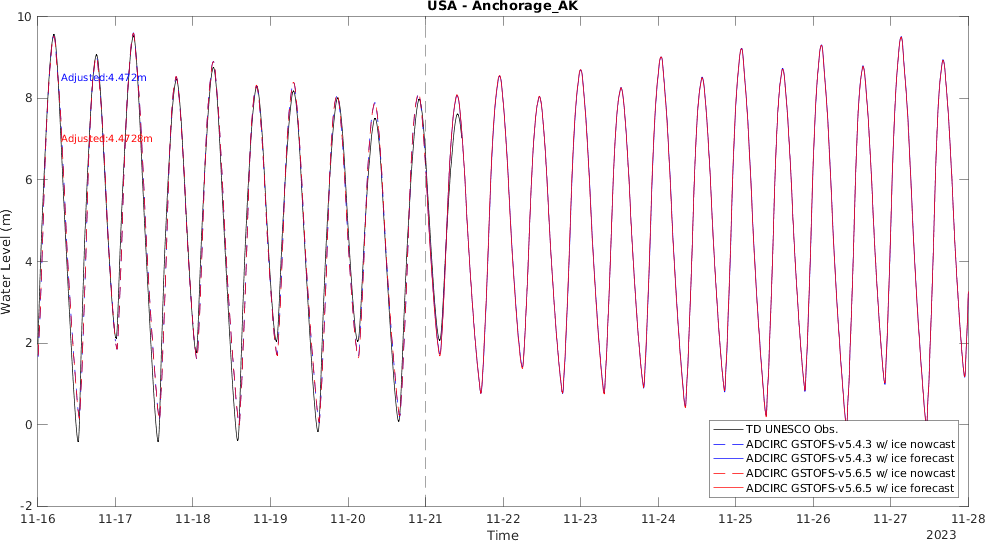 USA - Anchorage_AK
10
8
6
4
2
0
-2
Water Level (m)
Adjusted:4.472m
Adjusted:4.4728m
TD UNESCO Obs.
ADCIRC GSTOFS-v5.4.3 w/ ice nowcast
ADCIRC GSTOFS-v5.4.3 w/ ice forecast
ADCIRC GSTOFS-v5.6.5 w/ ice nowcast
ADCIRC GSTOFS-v5.6.5 w/ ice forecast
11-16 11-17 11-18 11-19 11-20 11-21 11-22 11-23 11-24 11-25 11-26 11-27 11-28
Time
2023